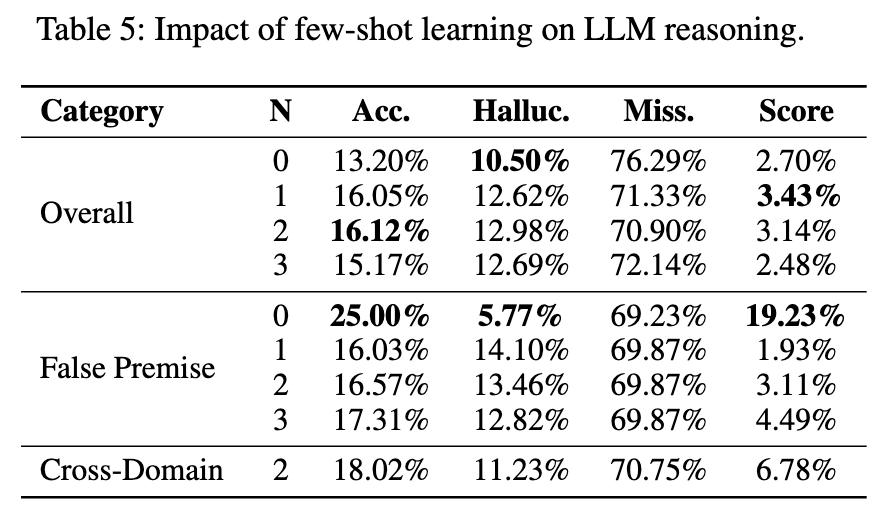 Table 5: Impact of few-shot learning on LLM reasoning.
Category N Acc. Halluc. Miss. Score
Overall
0 13.20% 10.50% 76.29% 2.70%
1 16.05% 12.62% 71.33% 3.43%
2 16.12% 12.98% 70.90% 3.14%
3 15.17% 12.69% 72.14% 2.48%
False Premise
0 25.00% 5.77% 69.23% 19.23%
1 16.03% 14.10% 69.87% 1.93%
2 16.57% 13.46% 69.87% 3.11%
3 17.31% 12.82% 69.87% 4.49%
Cross-Domain 2 18.02% 11.23% 70.75% 6.78%